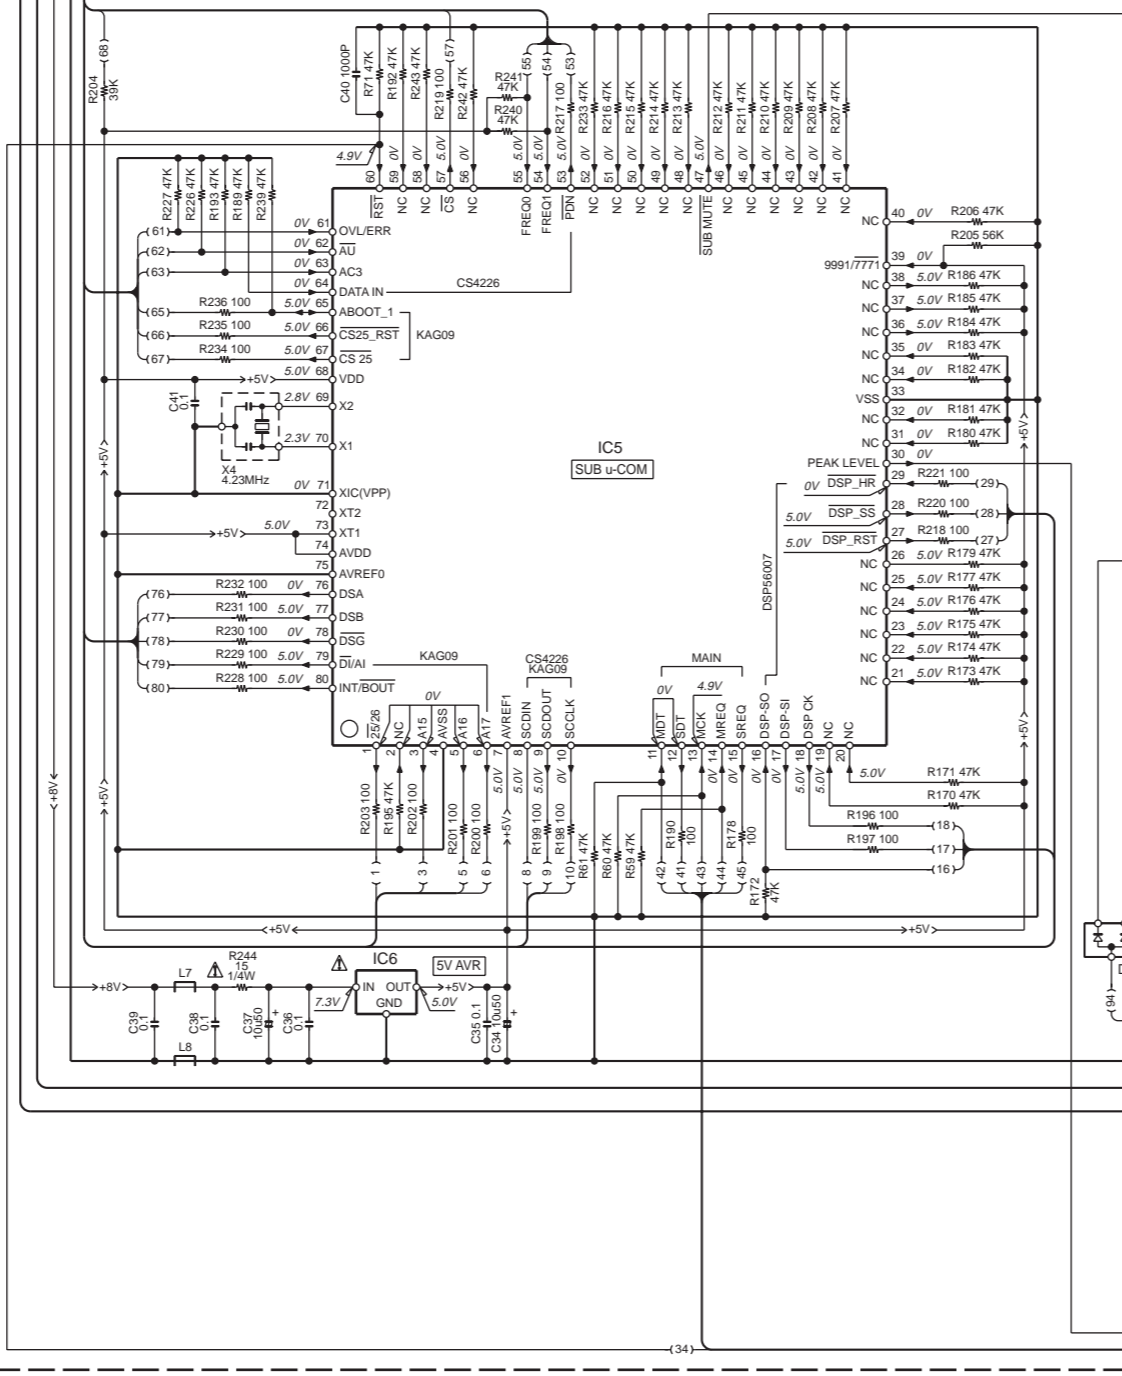 (68)
R204
39K
C40 1000P
R71 47K
R192 47K
R243 47K
R219 100
R242 47K
(57)
R241
47K
R240
47K
(55)
(54)
(53)
R217 100
R233 47K
R216 47K
R215 47K
R214 47K
R213 47K
R212 47K
R211 47K
R210 47K
R209 47K
R208 47K
R207 47K
4.9V
0V
0V
5.0V
0V
5.0V
5.0V
5.0V
0V
0V
0V
0V
0V
5.0V
0V
0V
0V
0V
0V
0V
60
59
58
57
56
55
54
53
52
51
50
49
48
47
46
45
44
43
42
41
RST
NC
NC
CS
NC
FREQ0
FREQ1
PDN
NC
NC
NC
NC
NC
SUB MUTE
NC
NC
NC
NC
NC
NC
R227 47K
R226 47K
R193 47K
R189 47K
R239 47K
(61)
0V 61
OVL/ERR
(62)
0V 62
AU
(63)
0V 63
AC3
0V 64
DATA IN
CS4226
(65)
R236 100
5.0V 65
ABOOT_1
(66)
R235 100
5.0V 66
CS25_RST
KAG09
(67)
R234 100
5.0V 67
CS 25
+5V
5.0V 68
VDD
C41
0.1
2.8V 69
X2
2.3V 70
X1
X4
4.23MHz
0V 71
XIC(VPP)
72
XT2
+5V
5.0V
73
XT1
74
AVDD
75
AVREF0
(76)
R232 100
0V 76
DSA
(77)
R231 100
5.0V 77
DSB
(78)
R230 100
0V 78
DSG
(79)
R229 100
5.0V 79
DI/AI
KAG09
(80)
R228 100
5.0V 80
INT/BOUT
IC5
SUB u-COM
NC
40 0V
R206 47K
R205 56K
9991/7771
39 0V
NC
38 5.0V R186 47K
NC
37 5.0V R185 47K
NC
36 5.0V R184 47K
NC
35 0V R183 47K
NC
34 0V R182 47K
VSS
33
NC
32 0V R181 47K
NC
31 0V R180 47K
PEAK LEVEL
30 0V
0V DSP_HR
29 R221 100 (29)
5.0V DSP_SS
28 R220 100 (28)
5.0V DSP_RST
27 R218 100 (27)
NC
26 5.0V R179 47K
NC
25 5.0V R177 47K
NC
24 5.0V R176 47K
NC
23 5.0V R175 47K
NC
22 5.0V R174 47K
NC
21 5.0V R173 47K
DSP56007
+5V
+5V
+5V
+5V
+8V
0V
CS4226
KAG09
MAIN
0V
4.9V
25/26
NC
A15
AVSS
A16
A17
AVREF1
SCDIN
SCDOUT
SCCLK
MDT
SDT
MCK
MREQ
SREQ
DSP-SO
DSP-SI
DSP CK
NC
NC
1
2
3
4
5
6
7
8
9
10
11
12
13
14
15
16
17
18
19
20
5.0V
5.0V
5.0V
0V
0V
5.0V
0V
5.0V
5.0V
5.0V
R203 100
R195 47K
R202 100
R201 100
R200 100
+5V
R199 100
R198 100
R61 47K
R60 47K
R59 47K
R190
100
R178
100
R172
47K
R171 47K
R170 47K
R196 100
(18)
R197 100
(17)
(16)
(1)
(3)
(5)
(6)
(8)
(9)
(10)
(42)
(41)
(43)
(44)
(45)
+5V
+5V
+8V
L7
R244
15
1/4W
IC6
5V AVR
IN OUT
GND
7.3V
+5V
5.0V
C39
0.1
C38
0.1
C37
10u50
+
C36
0.1
C35 0.1
C34 10u50
+
L8
(94)
D
(34)